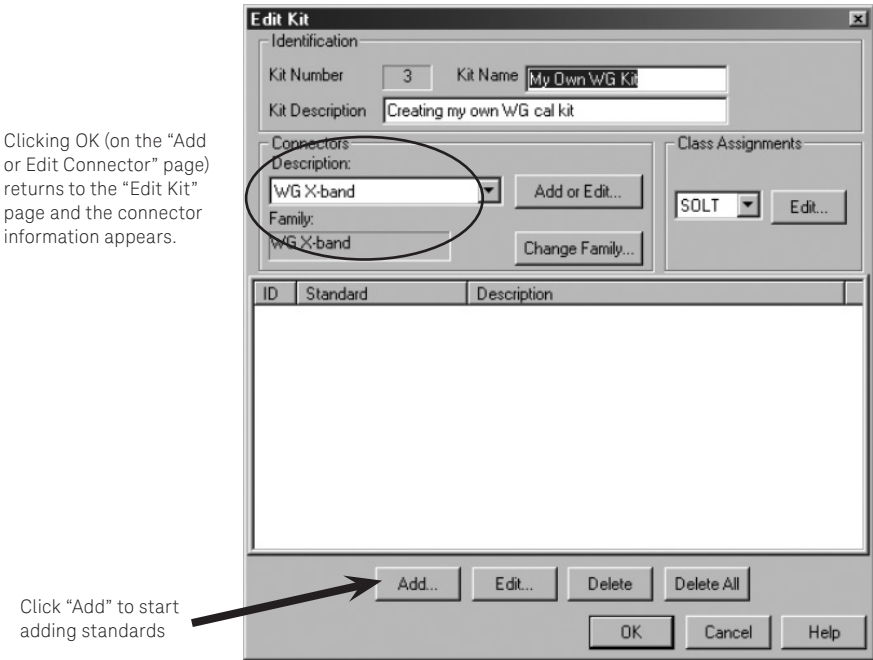 Edit Kit
Identification
Kit Number 3 Kit Name My Own WG Kit
Kit Description Creating my own WG cal kit
Clicking OK (on the “Add
or Edit Connector” page)
returns to the “Edit Kit”
page and the connector
information appears.
Connectors
Description:
WG X-band Add or Edit...
Family:
WG X-band Change Family...
Class Assignments
SOLT Edit...
ID Standard Description
Click “Add” to start
adding standards
Add... Edit... Delete Delete All
OK Cancel Help